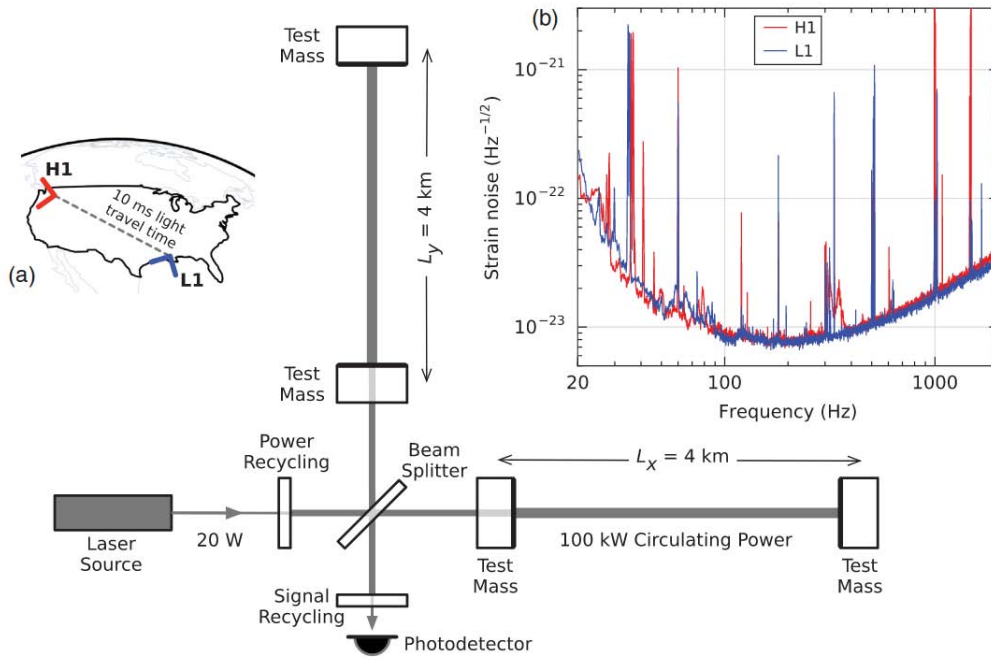 Test
Mass
(b)
H1
L1
10⁻²¹
10⁻²²
10⁻²³
Strain noise (Hz⁻¹/²)
20
100
1000
Frequency (Hz)
H1
10 ms light
travel time
L1
(a)
L_y = 4 km
Test
Mass
Power
Recycling
Beam
Splitter
L_x = 4 km
Laser
Source
20 W
100 kW Circulating Power
Test
Mass
Test
Mass
Signal
Recycling
Photodetector